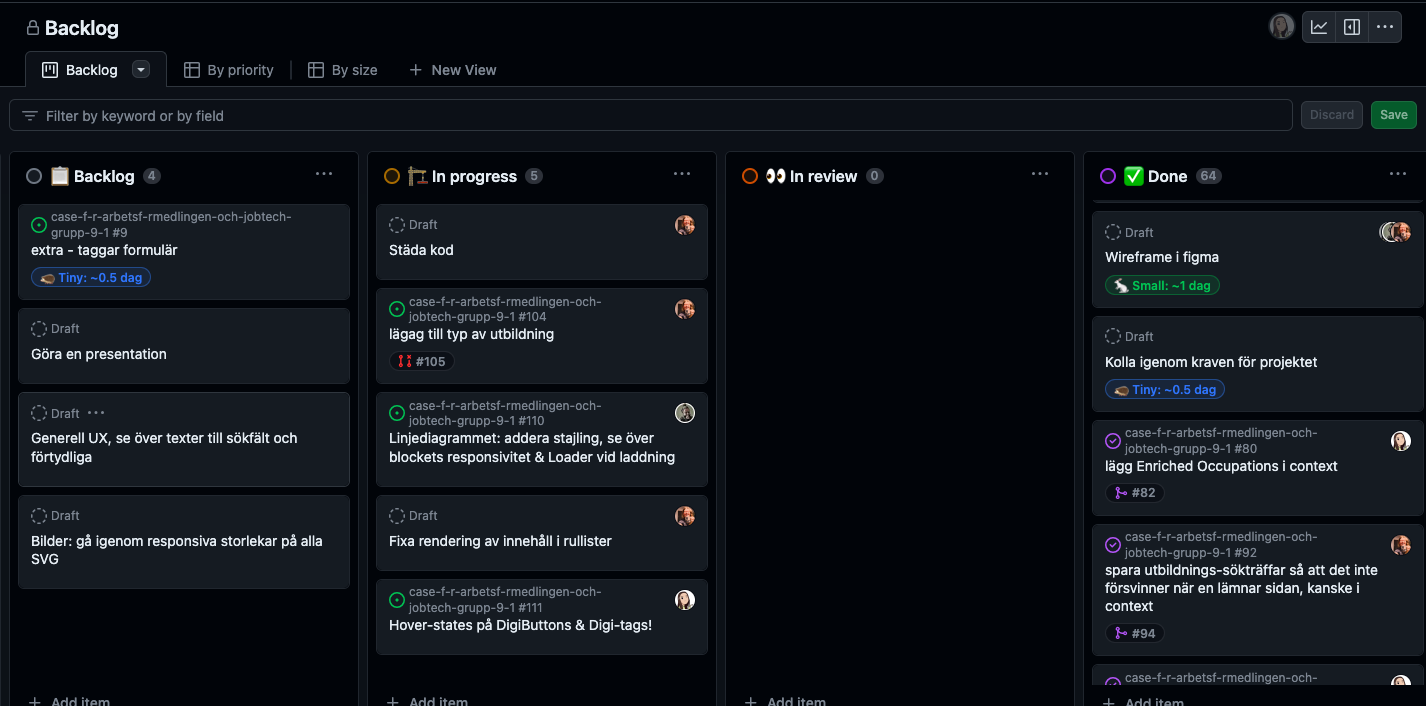 Backlog
Backlog
By priority
By size
New View
Filter by keyword or by field
Discard
Save
Backlog 4
case-f-r-arbetsf-rmedlingen-och-jobtech-
grupp-9-1 #9
extra - taggar formulär
Tiny: ~0.5 dag
Draft
Göra en presentation
Draft
Generell UX, se över texter till sökfält och
förtydliga
Draft
Bilder: gå igenom responsiva storlekar på alla
SVG
Add item
In progress 5
Draft
Städa kod
case-f-r-arbetsf-rmedlingen-och-
jobtech-grupp-9-1 #104
lägag till typ av utbildning
#105
case-f-r-arbetsf-rmedlingen-och-
jobtech-grupp-9-1 #110
Linjediagrammet: addera stajling, se över
blockets responsivitet & Loader vid laddning
Draft
Fixa rendering av innehåll i rullister
case-f-r-arbetsf-rmedlingen-och-
jobtech-grupp-9-1 #111
Hover-states på DigiButtons & Digi-tags!
Add item
In review 0
Add item
Done 64
Draft
Wireframe i figma
Small: ~1 dag
Draft
Kolla igenom kraven för projektet
Tiny: ~0.5 dag
case-f-r-arbetsf-rmedlingen-och-
jobtech-grupp-9-1 #80
lägg Enriched Occupations i context
#82
case-f-r-arbetsf-rmedlingen-och-
jobtech-grupp-9-1 #92
spara utbildnings-sökträffar så att det inte
försvinner när en lämnar sidan, kanske i
context
#94
case-f-r-arbetsf-rmedlingen-och-
Add item